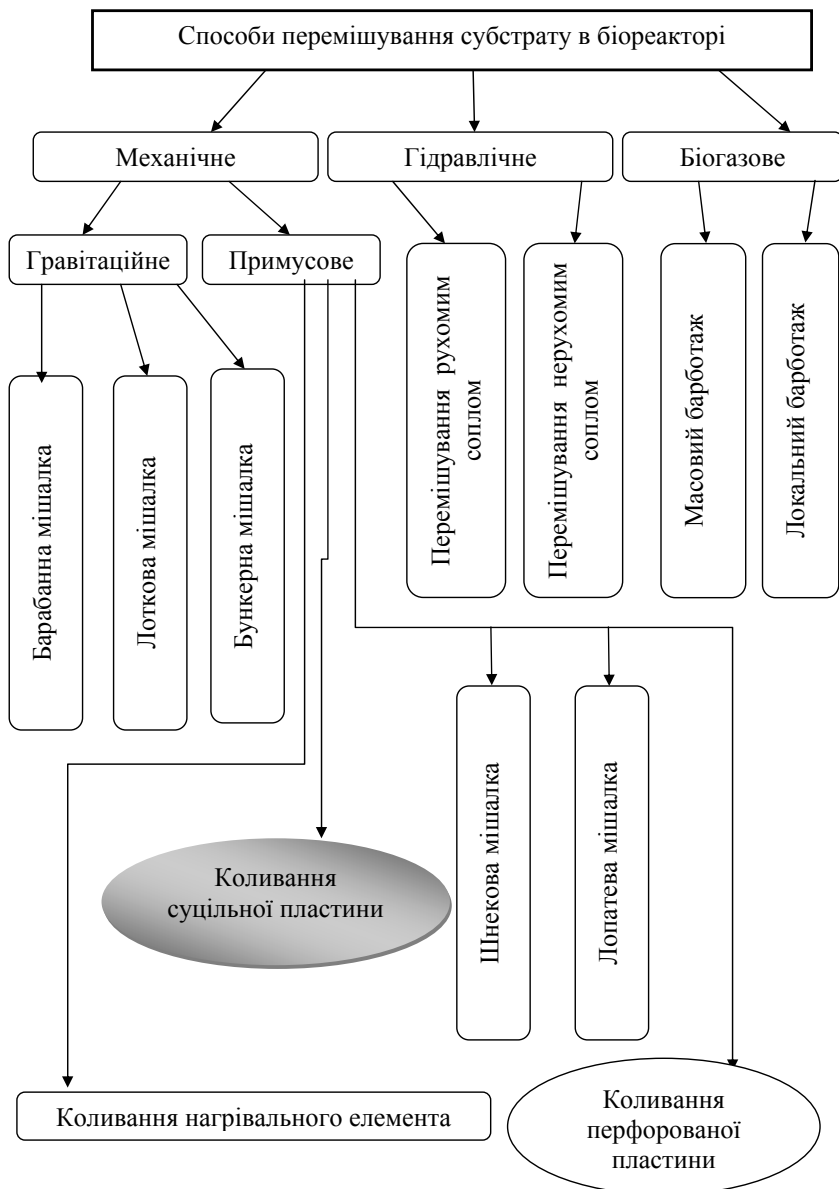 Способи перемішування субстрату в біореакторі
Механічне
Гідравлічне
Біогазове
Гравітаційне
Примусове
Перемішування рухомим
соплом
Перемішування нерухомим
соплом
Масовий барботаж
Локальний барботаж
Барабанна мішалка
Лоткова мішалка
Бункерна мішалка
Шнекова мішалка
Лопатева мішалка
Коливання
суцільної пластини
Коливання нагрівального елемента
Коливання
перфорованої
пластини